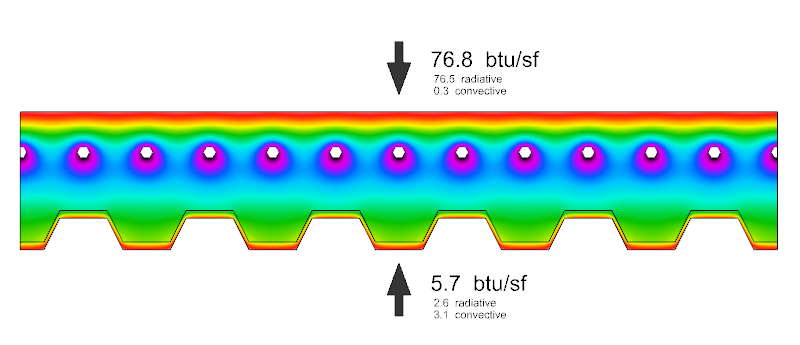 76.8 btu/sf
76.5 radiative
0.3 convective
5.7 btu/sf
2.6 radiative
3.1 convective